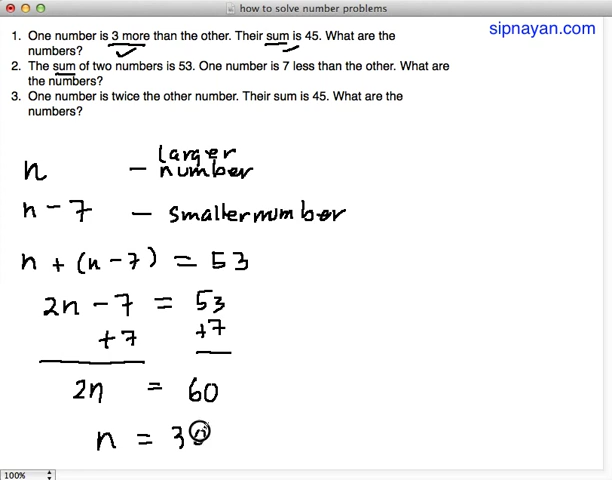 how to solve number problems
sipnayan.com
1. One number is 3 more than the other. Their sum is 45. What are the
numbers?
2. The sum of two numbers is 53. One number is 7 less than the other. What are
the numbers?
3. One number is twice the other number. Their sum is 45. What are the
numbers?
n - larger number
n - 7 - smaller number
n + (n - 7) = 53
2n - 7 = 53
+7 +7
2n = 60
n = 30
100%